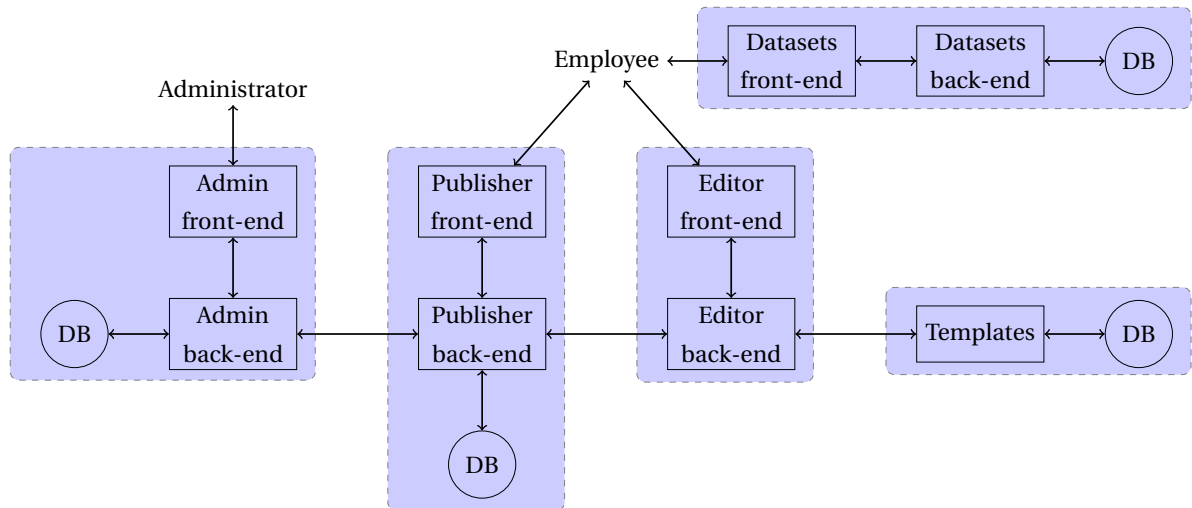 Employee
Datasets
front-end
Datasets
back-end
DB
Administrator
Admin
front-end
Publisher
front-end
Editor
front-end
DB
Admin
back-end
Publisher
back-end
Editor
back-end
Templates
DB
DB